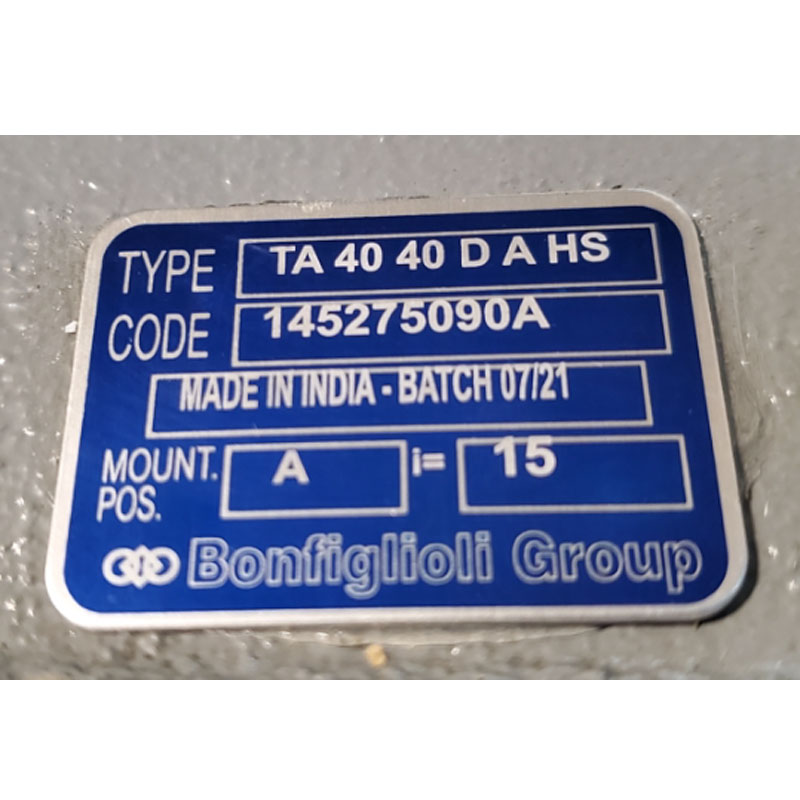 TYPE TA 40 40 D A HS
CODE 145275090A
MADE IN INDIA - BATCH 07/21
MOUNT. POS. A i= 15
Bonfiglioli Group